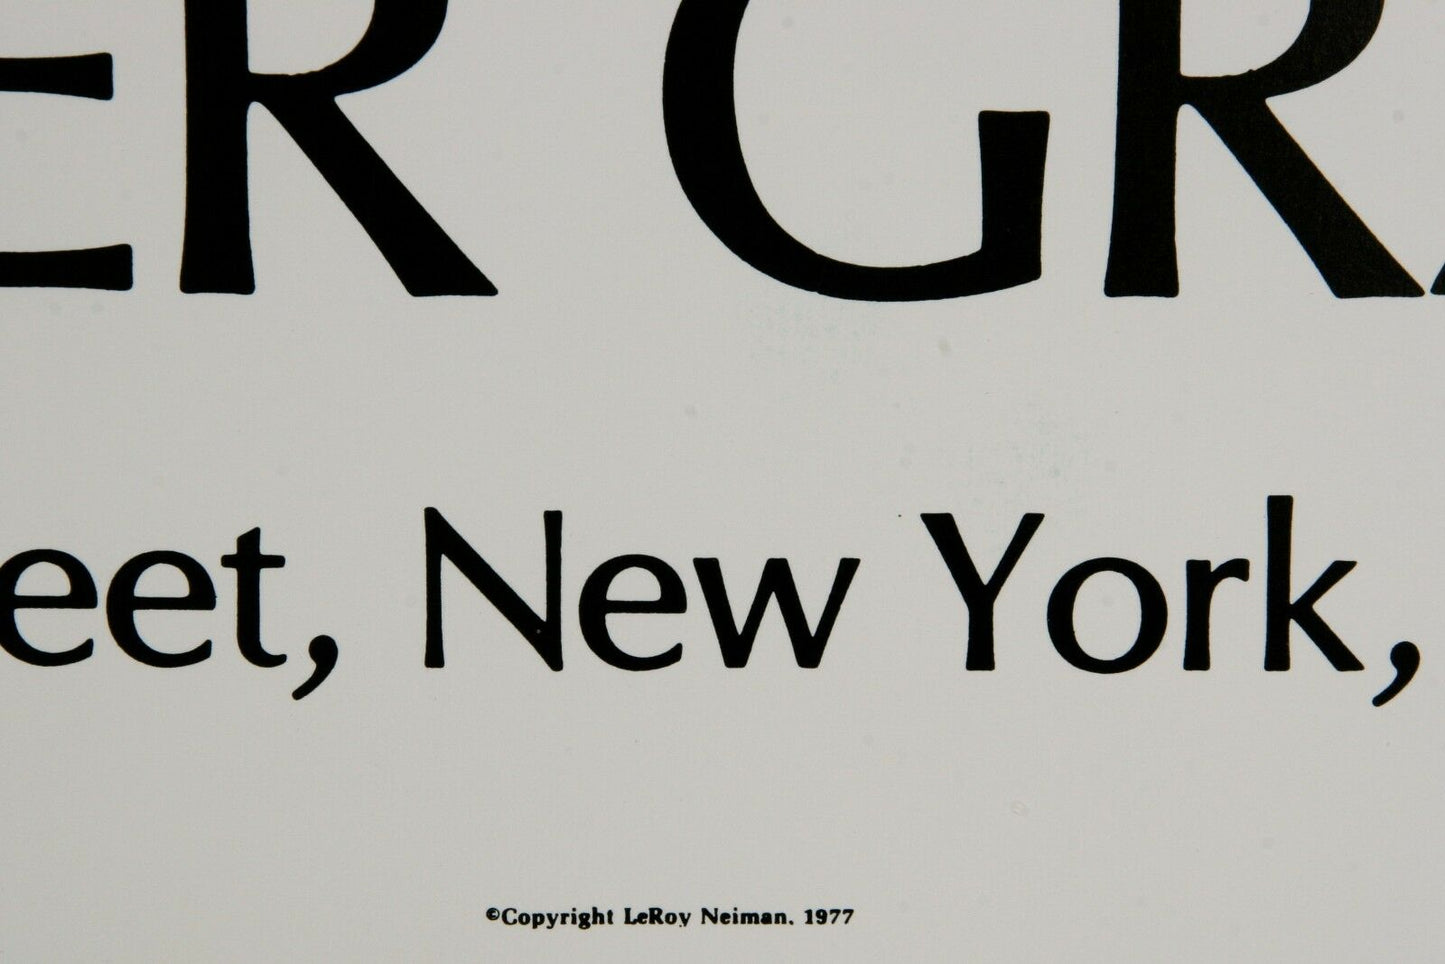 ER GRA
eet, New York,
©Copyright LeRoy Neiman. 1977